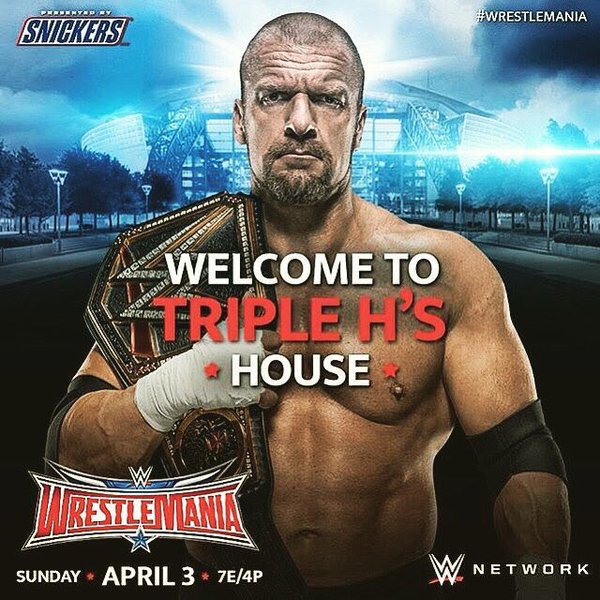 PRESENTED BY
SNICKERS
#WRESTLEMANIA
WELCOME TO
TRIPLE H'S
★ HOUSE ★
W
WRESTLEMANIA
SUNDAY ★ APRIL 3 ★ 7E/4P
W NETWORK